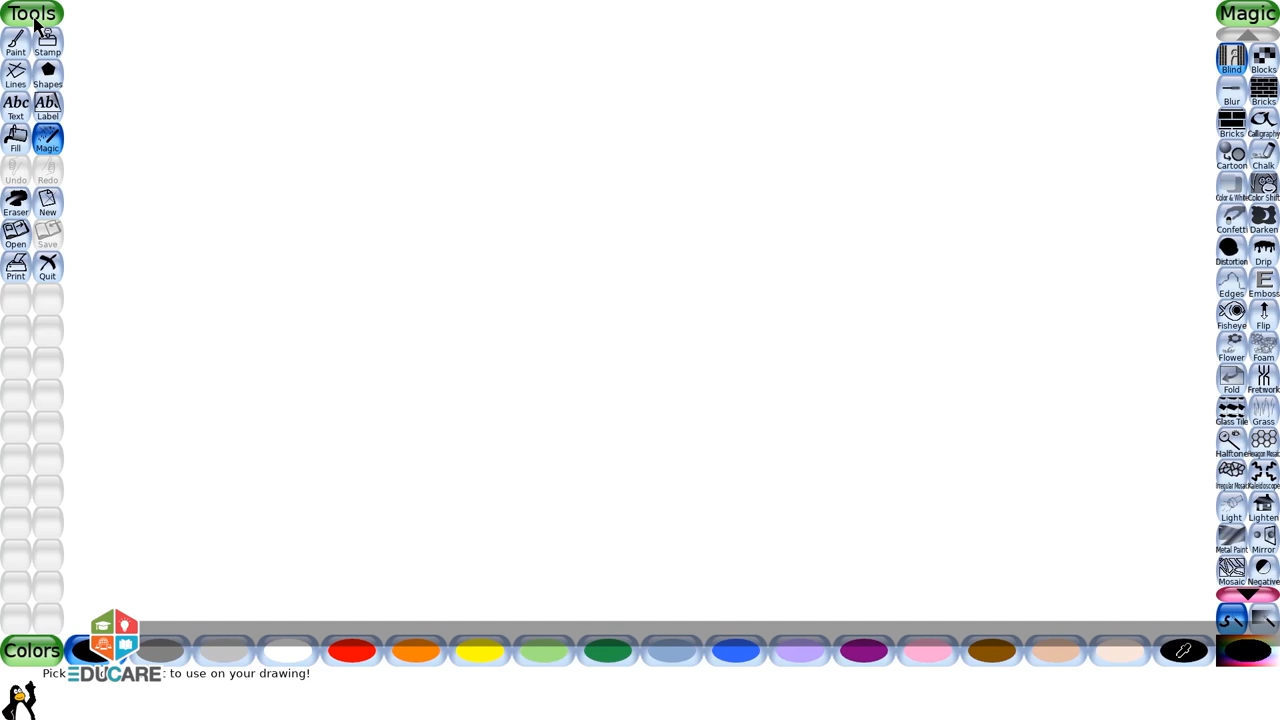 Tools
Magic
Paint Stamp
Lines Shapes
Abc Abc
Text Label
Fill Magic
Undo Redo
Eraser New
Open Save
Print Quit
Blind Blocks
Blur Bricks
Bricks Calligraphy
Cartoon Chalk
Color & White Color Shift
Confetti Darken
Distortion Drip
Edges Emboss
Fisheye Flip
Flower Foam
Fold Fretwork
Glass Tile Grass
Halftone Hexagon Mosaic
Irregular Mosaic Kaleidoscope
Light Lighten
Metal Paint Mirror
Mosaic Negative
Colors
Pick EDUCARE : to use on your drawing!